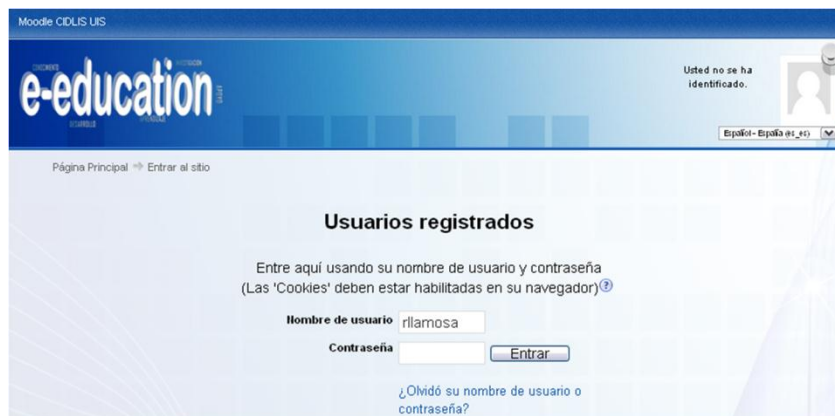 Moodle CIDLIS UIS
e-education
Usted no se ha
identificado.
Español - España (es_es)
Página Principal Entrar al sitio
Usuarios registrados
Entre aquí usando su nombre de usuario y contraseña
(Las 'Cookies' deben estar habilitadas en su navegador)
Nombre de usuario rllamosa
Contraseña Entrar
¿Olvidó su nombre de usuario o
contraseña?